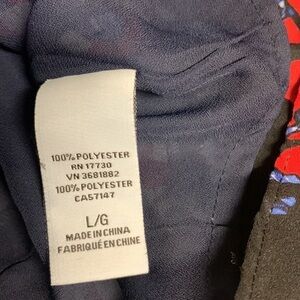 100% POLYESTER
RN 17730
VN 3681882
100% POLYESTER
CA57147
L/G
MADE IN CHINA
FABRIQUÉ EN CHINE